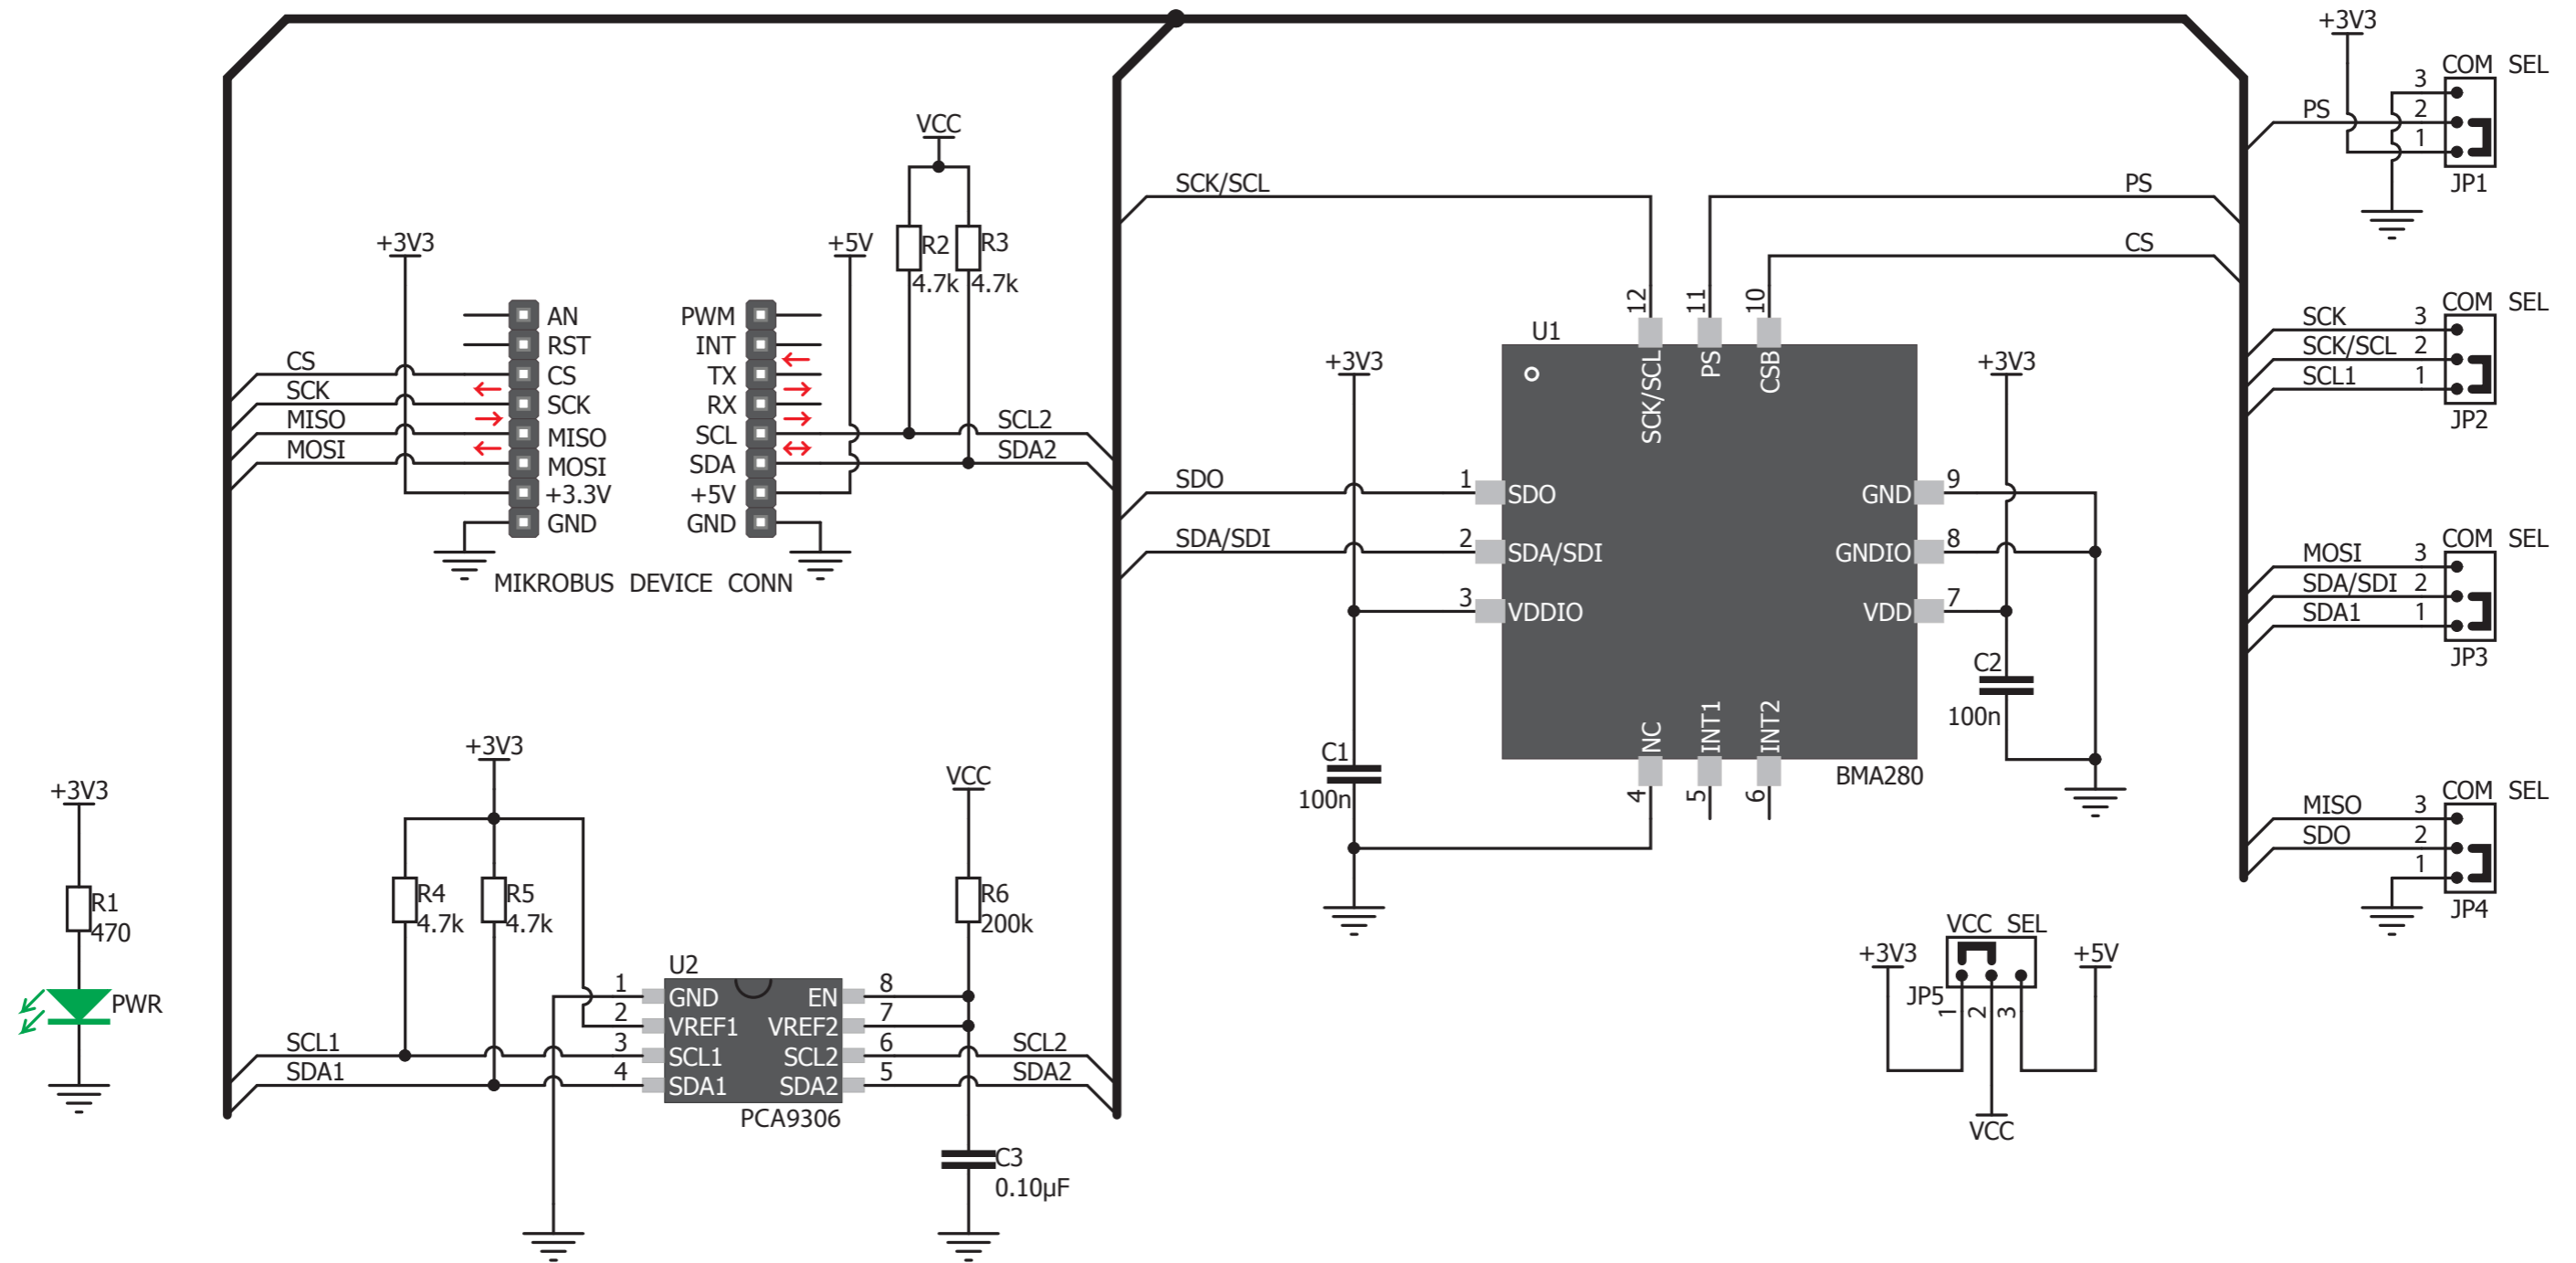 +3V3
COM SEL
3
PS 2
1
JP1
VCC
SCK/SCL
PS
CS
+3V3
+5V
R2
4.7k
R3
4.7k
AN
RST
CS
SCK
MISO
MOSI
+3.3V
GND
PWM
INT
TX
RX
SCL
SDA
+5V
GND
CS
SCK
MISO
MOSI
SCL2
SDA2
MIKROBUS DEVICE CONN
COM SEL
SCK 3
SCK/SCL 2
SCL1 1
JP2
U1
12
11
10
SCK/SCL
PS
CSB
+3V3
+3V3
SDO
1 SDO
SDA/SDI
2 SDA/SDI
3 VDDIO
GND 9
GNDIO 8
VDD 7
NC
INT1
INT2
4
5
6
BMA280
C1
100n
C2
100n
COM SEL
MOSI 3
SDA/SDI 2
SDA1 1
JP3
COM SEL
MISO 3
SDO 2
1
JP4
+3V3
R1
470
PWR
+3V3
R4
4.7k
R5
4.7k
VCC
R6
200k
U2
1 GND EN 8
2 VREF1 VREF2 7
SCL1 3 SCL1 SCL2 6 SCL2
SDA1 4 SDA1 SDA2 5 SDA2
PCA9306
C3
0.10µF
VCC SEL
+3V3
+5V
JP5
1
2
3
VCC